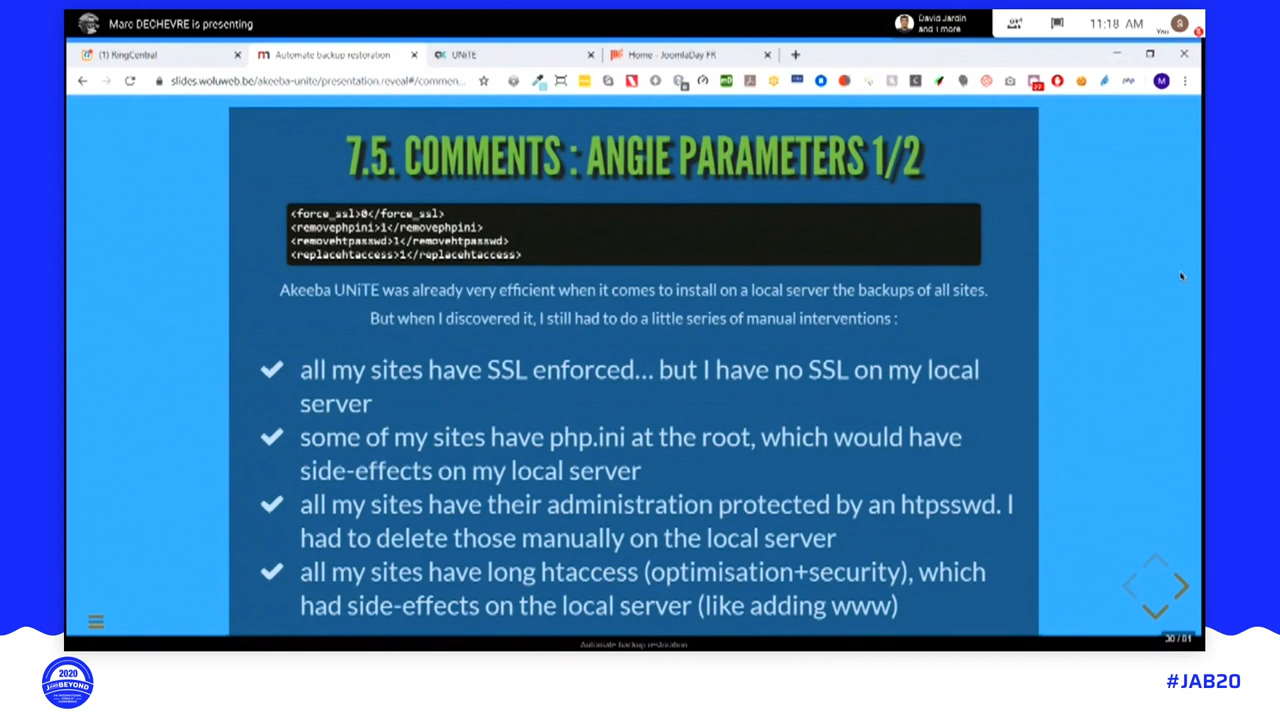 Marc DECHEVRE is presenting
David Jardin
and 1 more
11:18 AM
You
S
(1) RingCentral
Automate backup restoration
UNiTE
Home - JoomlaDay FR
slides.woluweb.be/akeeba-unite/presentation.reveal#/commen...
M
7.5. COMMENTS : ANGIE PARAMETERS 1/2
<force_ssl>0</force_ssl>
<removephpini>1</removephpini>
<removehtpasswd>1</removehtpasswd>
<replacehtaccess>1</replacehtaccess>
Akeeba UNiTE was already very efficient when it comes to install on a local server the backups of all sites.
But when I discovered it, I still had to do a little series of manual interventions :
all my sites have SSL enforced... but I have no SSL on my local
server
some of my sites have php.ini at the root, which would have
side-effects on my local server
all my sites have their administration protected by an htpsswd. I
had to delete those manually on the local server
all my sites have long htaccess (optimisation+security), which
had side-effects on the local server (like adding www)
Automate backup restoration
2020
BEYOND
#JAB20